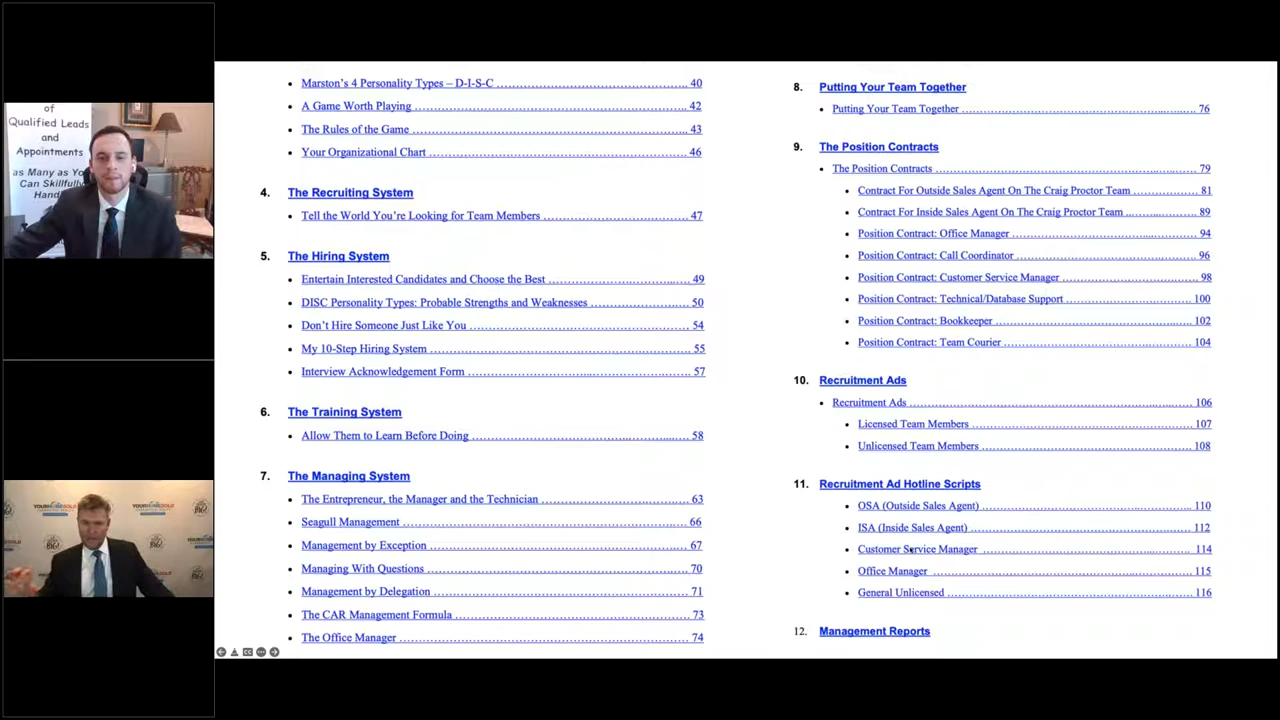 of
Qualified Leads
and
Appointments
as Many as You
Can Skillfully
Marston's 4 Personality Types – D-I-S-C ........................................................ 40
A Game Worth Playing ........................................................ 42
The Rules of the Game ........................................................ 43
Your Organizational Chart ........................................................ 46
4. The Recruiting System
Tell the World You're Looking for Team Members ........................................ 47
5. The Hiring System
Entertain Interested Candidates and Choose the Best ........................................ 49
DISC Personality Types: Probable Strengths and Weaknesses .............................. 50
Don't Hire Someone Just Like You ........................................................ 54
My 10-Step Hiring System ........................................................ 55
Interview Acknowledgement Form ........................................................ 57
6. The Training System
Allow Them to Learn Before Doing ........................................................ 58
7. The Managing System
The Entrepreneur, the Manager and the Technician ........................................ 63
Seagull Management ........................................................ 66
Management by Exception ........................................................ 67
Managing With Questions ........................................................ 70
Management by Delegation ........................................................ 71
The CAR Management Formula ........................................................ 73
The Office Manager ........................................................ 74
8. Putting Your Team Together
Putting Your Team Together ........................................................ 76
9. The Position Contracts
The Position Contracts ........................................................ 79
Contract For Outside Sales Agent On The Craig Proctor Team .................... 81
Contract For Inside Sales Agent On The Craig Proctor Team .................... 89
Position Contract: Office Manager ........................................ 94
Position Contract: Call Coordinator ........................................ 96
Position Contract: Customer Service Manager .............................. 98
Position Contract: Technical/Database Support .............................. 100
Position Contract: Bookkeeper ........................................ 102
Position Contract: Team Courier ........................................ 104
10. Recruitment Ads
Recruitment Ads ........................................................ 106
Licensed Team Members ........................................ 107
Unlicensed Team Members ........................................ 108
11. Recruitment Ad Hotline Scripts
OSA (Outside Sales Agent) ........................................ 110
ISA (Inside Sales Agent) ........................................ 112
Customer Service Manager ........................................ 114
Office Manager ........................................ 115
General Unlicensed ........................................ 116
12. Management Reports